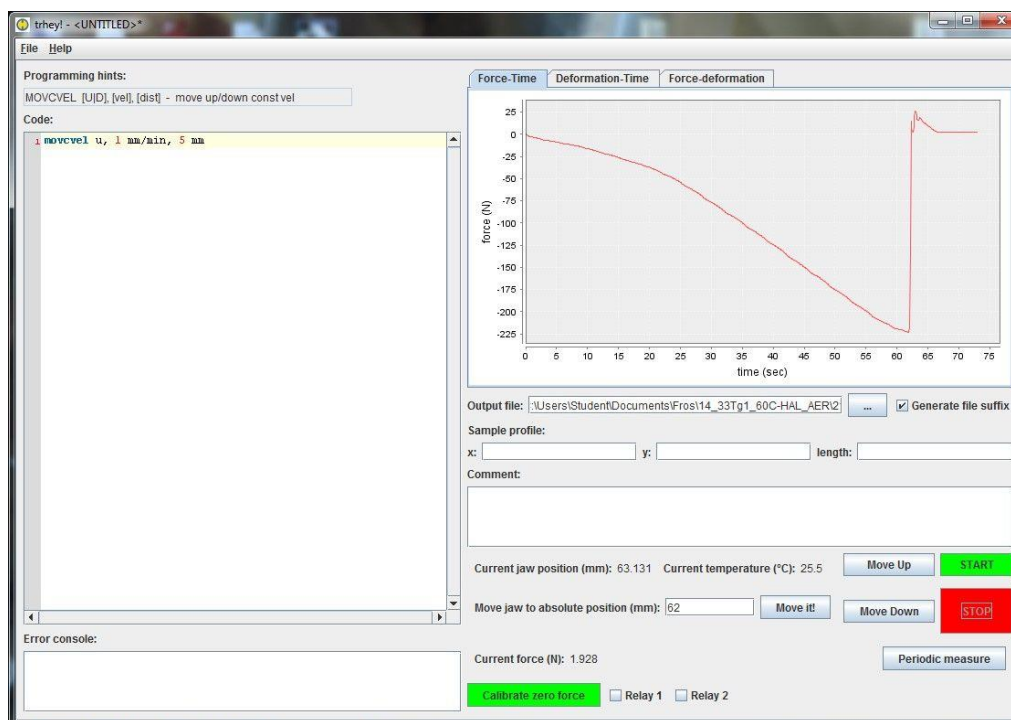 trhey! - <UNTITLED>*
File Help
Programming hints:
MOVCVEL [U|D], [vel], [dist] - move up/down const vel
Code:
1 movcvel u, 1 mm/min, 5 mm
Error console:
Force-Time Deformation-Time Force-deformation
25
0
-25
-50
-75
-100
-125
-150
-175
-200
-225
force (N)
0 5 10 15 20 25 30 35 40 45 50 55 60 65 70 75
time (sec)
Output file: :\Users\Student\Documents\Fros\14_33Tg1_60C-HAL_AER\2 ... Generate file suffix
Sample profile:
x: y: length:
Comment:
Current jaw position (mm): 63.131 Current temperature (°C): 25.5 Move Up START
Move jaw to absolute position (mm): 62 Move it! Move Down STOP
Current force (N): 1.928 Periodic measure
Calibrate zero force Relay 1 Relay 2